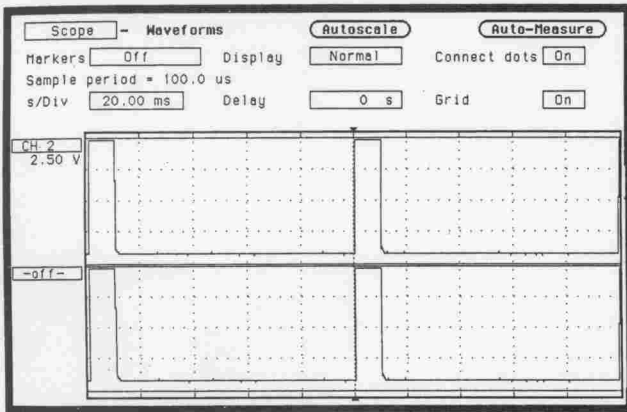 Scope - Waveforms Autoscale Auto-Measure
Markers Off Display Normal Connect dots On
Sample period = 100.0 us
s/Div 20.00 ms Delay 0 s Grid On
CH 2
2.50 V
-off-